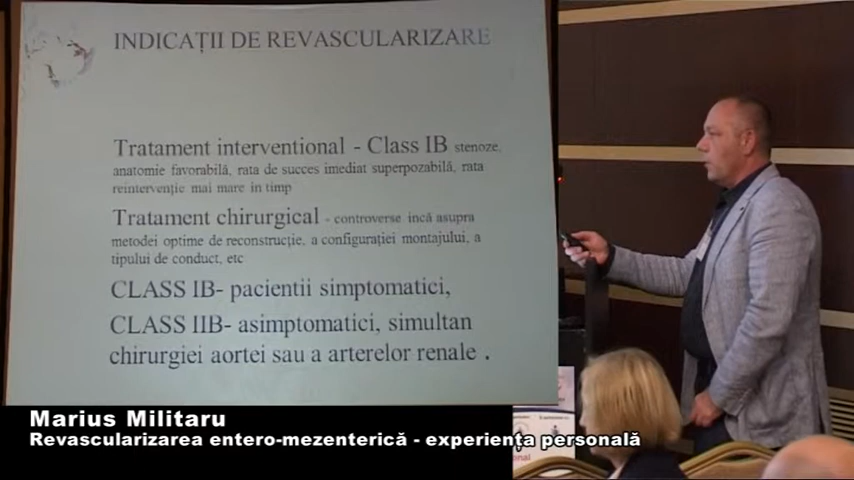 INDICAȚII DE REVASCULARIZARE
Tratament interventional - Class IB stenoze,
anatomie favorabilă, rata de succes imediat superpozabilă, rata
reintervenție mai mare in timp
Tratament chirurgical - controverse încă asupra
metodei optime de reconstrucție, a configurației montajului, a
tipului de conduct, etc
CLASS IB- pacientii simptomatici,
CLASS IIB- asimptomatici, simultan
chirurgiei aortei sau a arterelor renale .
Marius Militaru
Revascularizarea entero-mezenterică - experiența personală